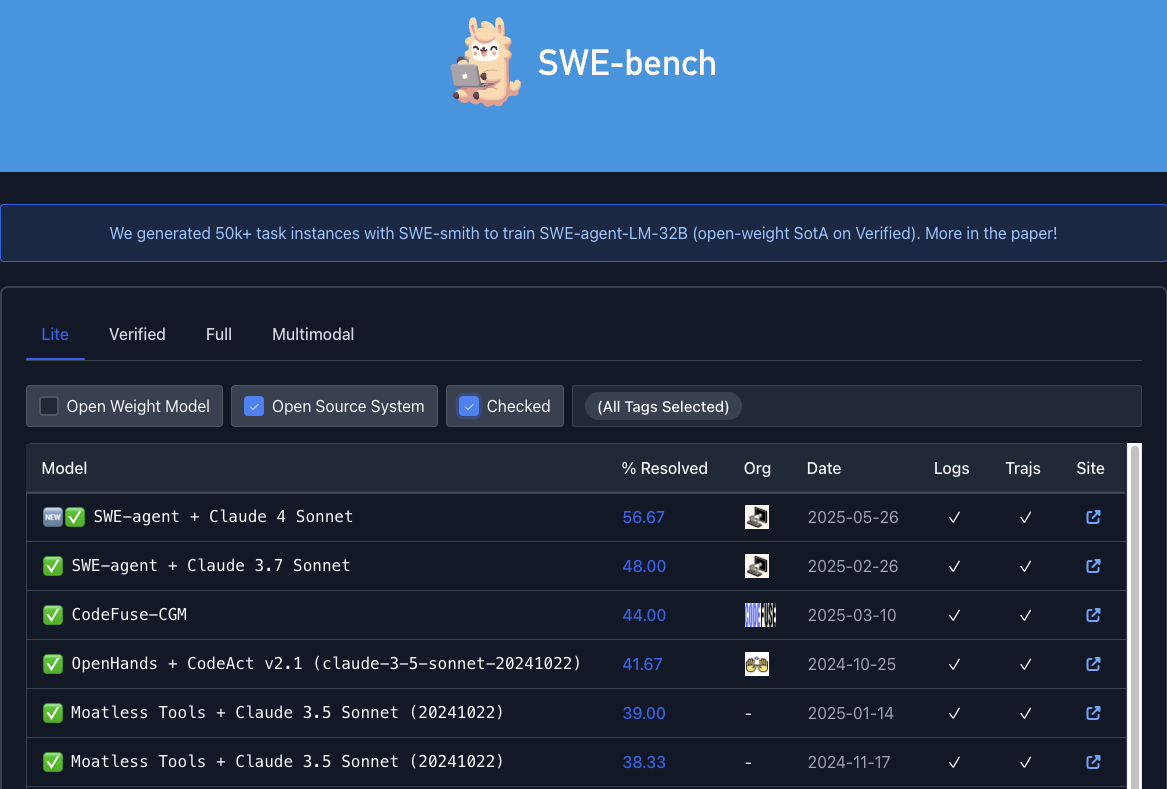 SWE-bench
We generated 50k+ task instances with SWE-smith to train SWE-agent-LM-32B (open-weight SotA on Verified). More in the paper!
Lite Verified Full Multimodal
Open Weight Model ✓ Open Source System ✓ Checked (All Tags Selected)
Model % Resolved Org Date Logs Trajs Site
🆕✅ SWE-agent + Claude 4 Sonnet 56.67 2025-05-26 ✓ ✓
✅ SWE-agent + Claude 3.7 Sonnet 48.00 2025-02-26 ✓ ✓
✅ CodeFuse-CGM 44.00 CODEFUSE 2025-03-10 ✓ ✓
✅ OpenHands + CodeAct v2.1 (claude-3-5-sonnet-20241022) 41.67 2024-10-25 ✓ ✓
✅ Moatless Tools + Claude 3.5 Sonnet (20241022) 39.00 - 2025-01-14 ✓ ✓
✅ Moatless Tools + Claude 3.5 Sonnet (20241022) 38.33 - 2024-11-17 ✓ ✓